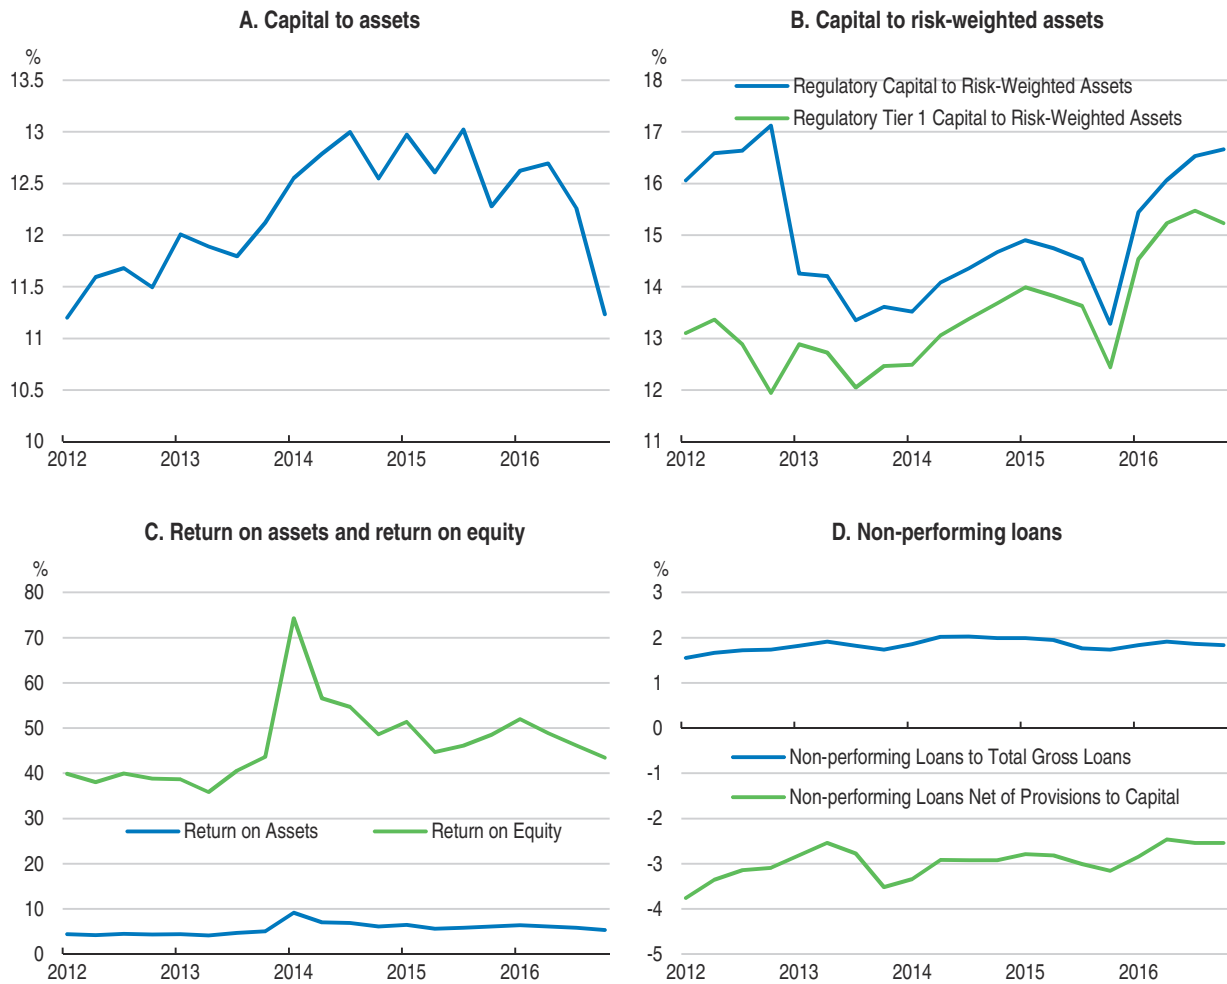 A. Capital to assets
%
13.5
13
12.5
12
11.5
11
10.5
10
2012 2013 2014 2015 2016
B. Capital to risk-weighted assets
%
18
17
16
15
14
13
12
11
Regulatory Capital to Risk-Weighted Assets
Regulatory Tier 1 Capital to Risk-Weighted Assets
2012 2013 2014 2015 2016
C. Return on assets and return on equity
%
80
70
60
50
40
30
20
10
0
Return on Assets Return on Equity
2012 2013 2014 2015 2016
D. Non-performing loans
%
3
2
1
0
-1
-2
-3
-4
-5
Non-performing Loans to Total Gross Loans
Non-performing Loans Net of Provisions to Capital
2012 2013 2014 2015 2016